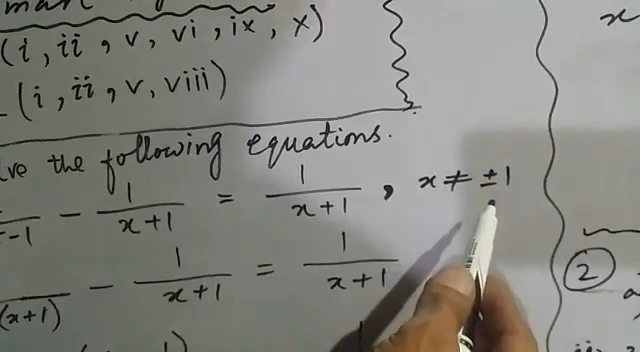 (i, ii, v, vi, ix, x)
(i, ii, v, viii)
the following equations.
-1 - 1/(x+1) = 1/(x+1), x ≠ ±1
(x+1) - 1/(x+1) = 1/(x+1)
x
2